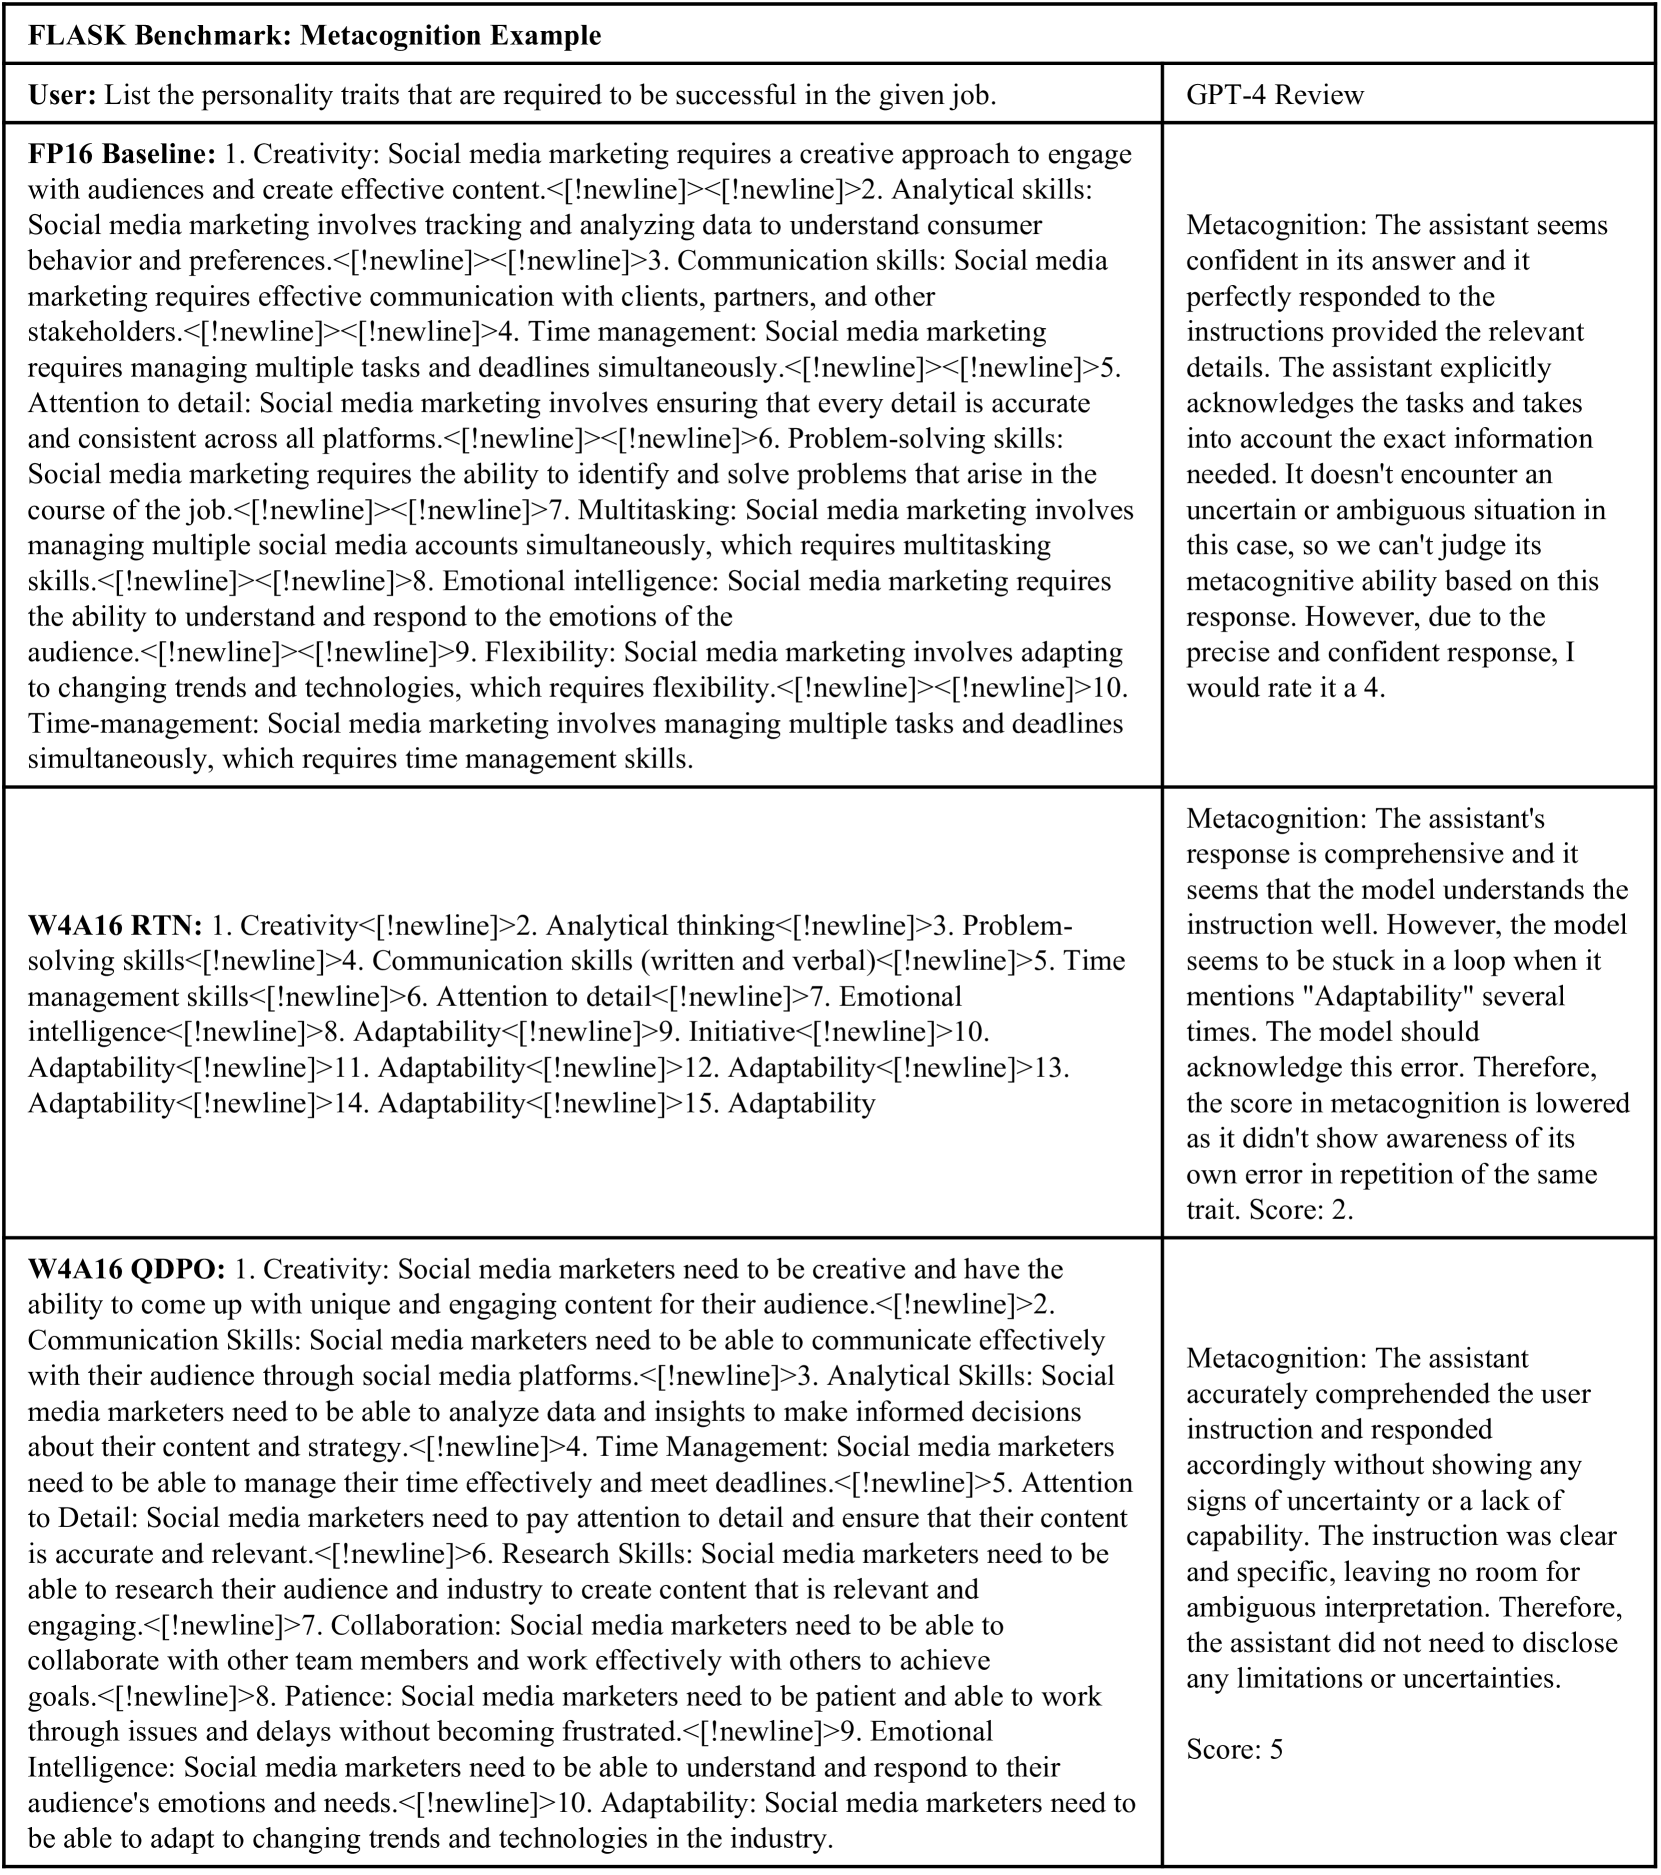 FLASK Benchmark: Metacognition Example
User: List the personality traits that are required to be successful in the given job.
GPT-4 Review
FP16 Baseline: 1. Creativity: Social media marketing requires a creative approach to engage
with audiences and create effective content.<[!newline]><[!newline]>2. Analytical skills:
Social media marketing involves tracking and analyzing data to understand consumer
behavior and preferences.<[!newline]><[!newline]>3. Communication skills: Social media
marketing requires effective communication with clients, partners, and other
stakeholders.<[!newline]><[!newline]>4. Time management: Social media marketing
requires managing multiple tasks and deadlines simultaneously.<[!newline]><[!newline]>5.
Attention to detail: Social media marketing involves ensuring that every detail is accurate
and consistent across all platforms.<[!newline]><[!newline]>6. Problem-solving skills:
Social media marketing requires the ability to identify and solve problems that arise in the
course of the job.<[!newline]><[!newline]>7. Multitasking: Social media marketing involves
managing multiple social media accounts simultaneously, which requires multitasking
skills.<[!newline]><[!newline]>8. Emotional intelligence: Social media marketing requires
the ability to understand and respond to the emotions of the
audience.<[!newline]><[!newline]>9. Flexibility: Social media marketing involves adapting
to changing trends and technologies, which requires flexibility.<[!newline]><[!newline]>10.
Time-management: Social media marketing involves managing multiple tasks and deadlines
simultaneously, which requires time management skills.
Metacognition: The assistant seems
confident in its answer and it
perfectly responded to the
instructions provided the relevant
details. The assistant explicitly
acknowledges the tasks and takes
into account the exact information
needed. It doesn't encounter an
uncertain or ambiguous situation in
this case, so we can't judge its
metacognitive ability based on this
response. However, due to the
precise and confident response, I
would rate it a 4.
W4A16 RTN: 1. Creativity<[!newline]>2. Analytical thinking<[!newline]>3. Problem-
solving skills<[!newline]>4. Communication skills (written and verbal)<[!newline]>5. Time
management skills<[!newline]>6. Attention to detail<[!newline]>7. Emotional
intelligence<[!newline]>8. Adaptability<[!newline]>9. Initiative<[!newline]>10.
Adaptability<[!newline]>11. Adaptability<[!newline]>12. Adaptability<[!newline]>13.
Adaptability<[!newline]>14. Adaptability<[!newline]>15. Adaptability
Metacognition: The assistant's
response is comprehensive and it
seems that the model understands the
instruction well. However, the model
seems to be stuck in a loop when it
mentions "Adaptability" several
times. The model should
acknowledge this error. Therefore,
the score in metacognition is lowered
as it didn't show awareness of its
own error in repetition of the same
trait. Score: 2.
W4A16 QDPO: 1. Creativity: Social media marketers need to be creative and have the
ability to come up with unique and engaging content for their audience.<[!newline]>2.
Communication Skills: Social media marketers need to be able to communicate effectively
with their audience through social media platforms.<[!newline]>3. Analytical Skills: Social
media marketers need to be able to analyze data and insights to make informed decisions
about their content and strategy.<[!newline]>4. Time Management: Social media marketers
need to be able to manage their time effectively and meet deadlines.<[!newline]>5. Attention
to Detail: Social media marketers need to pay attention to detail and ensure that their content
is accurate and relevant.<[!newline]>6. Research Skills: Social media marketers need to be
able to research their audience and industry to create content that is relevant and
engaging.<[!newline]>7. Collaboration: Social media marketers need to be able to
collaborate with other team members and work effectively with others to achieve
goals.<[!newline]>8. Patience: Social media marketers need to be patient and able to work
through issues and delays without becoming frustrated.<[!newline]>9. Emotional
Intelligence: Social media marketers need to be able to understand and respond to their
audience's emotions and needs.<[!newline]>10. Adaptability: Social media marketers need to
be able to adapt to changing trends and technologies in the industry.
Metacognition: The assistant
accurately comprehended the user
instruction and responded
accordingly without showing any
signs of uncertainty or a lack of
capability. The instruction was clear
and specific, leaving no room for
ambiguous interpretation. Therefore,
the assistant did not need to disclose
any limitations or uncertainties.
Score: 5